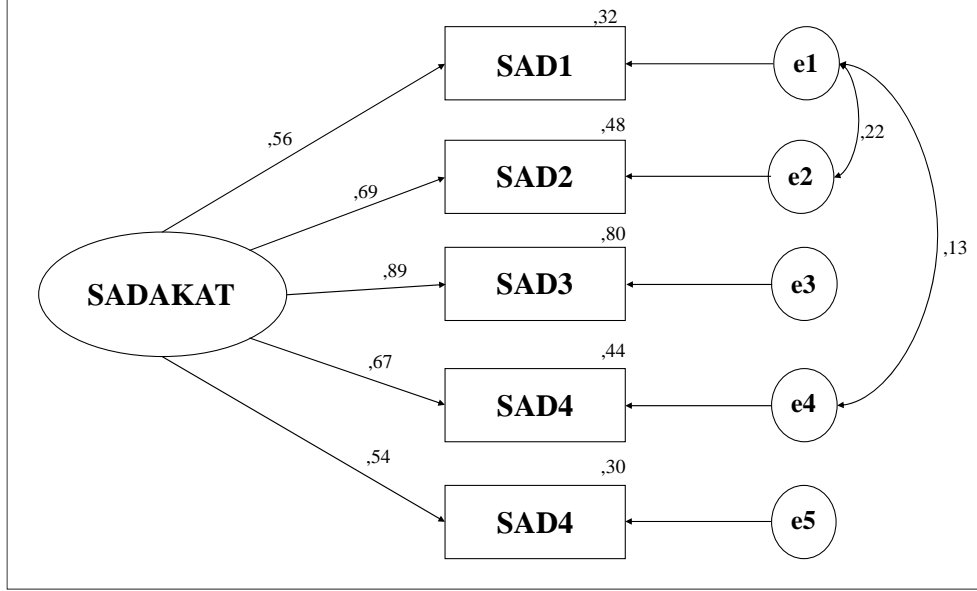 ,32
SAD1
e1
,56
,48
,22
SAD2
e2
,69
,80
,13
SADAKAT
,89
SAD3
e3
,67
,44
SAD4
e4
,54
,30
SAD4
e5